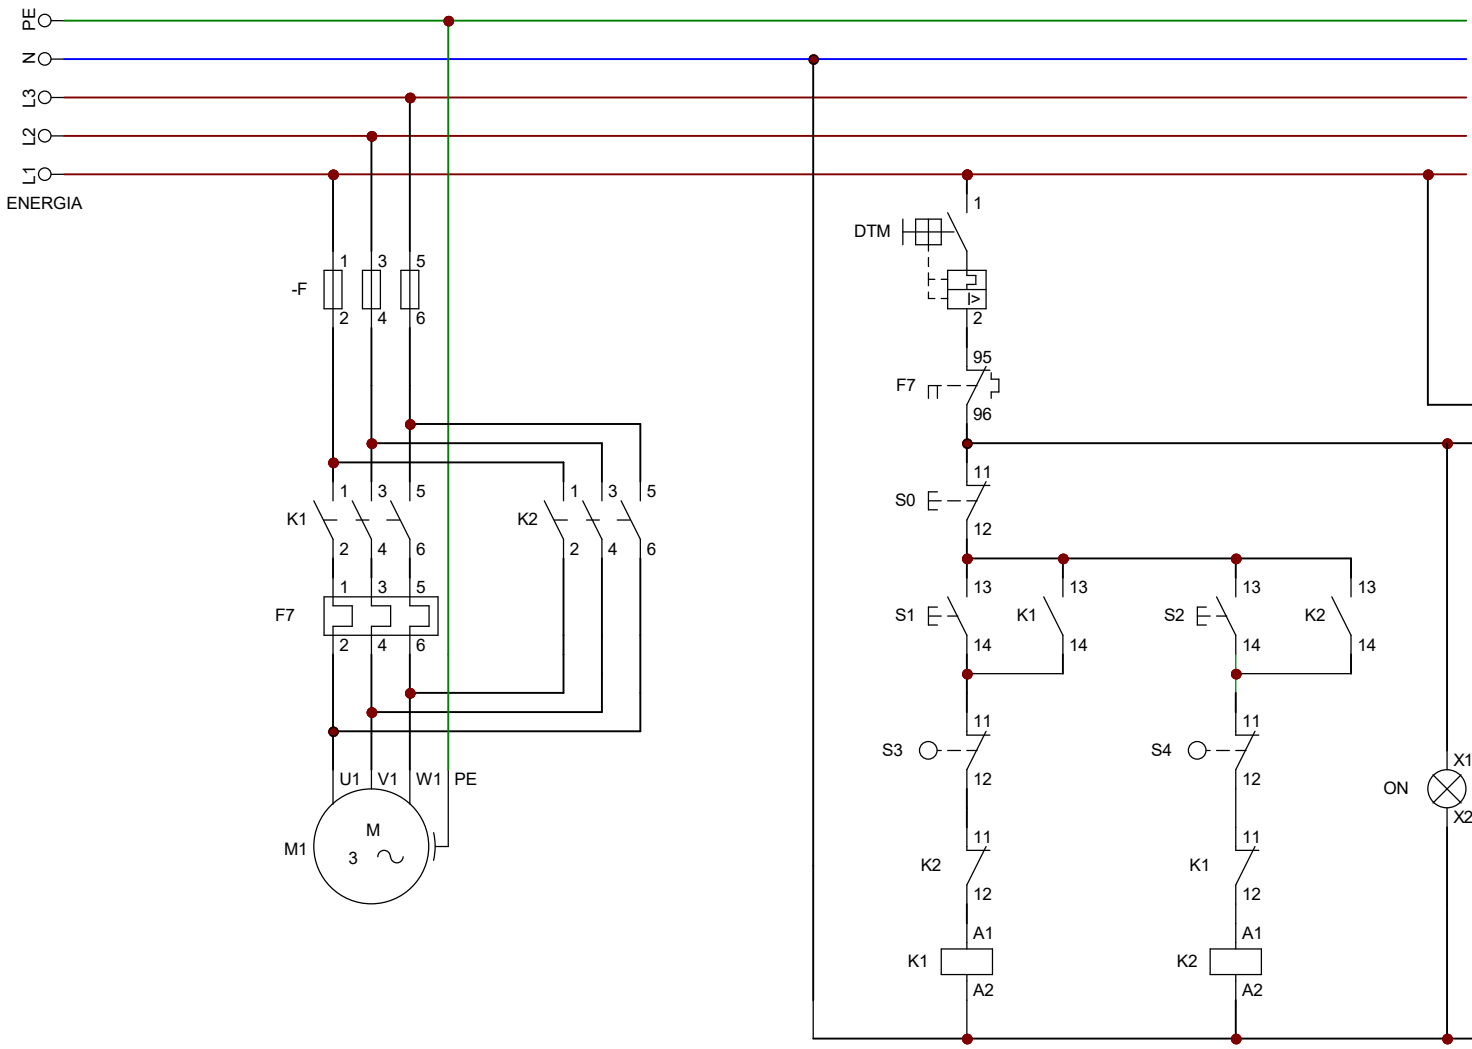 PE
N
L3
L2
L1
ENERGIA
1
DTM
-F
1 3 5
2 4 6
I>
2
95
F7
96
11
S0
12
K1
1 3 5
2 4 6
K2
1 3 5
2 4 6
F7
1 3 5
2 4 6
S1
13
14
K1
13
14
S2
13
14
K2
13
14
S3
11
12
S4
11
12
U1 V1 W1 PE
M1
M
3
ON
X1
X2
K2
11
12
K1
11
12
K1
A1
A2
K2
A1
A2